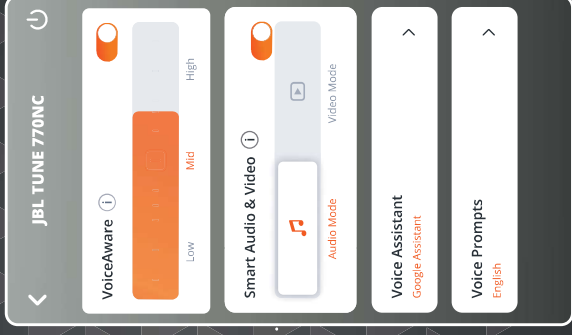 JBL TUNE 770NC
VoiceAware
Low Mid High
Smart Audio & Video
Audio Mode Video Mode
Voice Assistant
Google Assistant
Voice Prompts
English